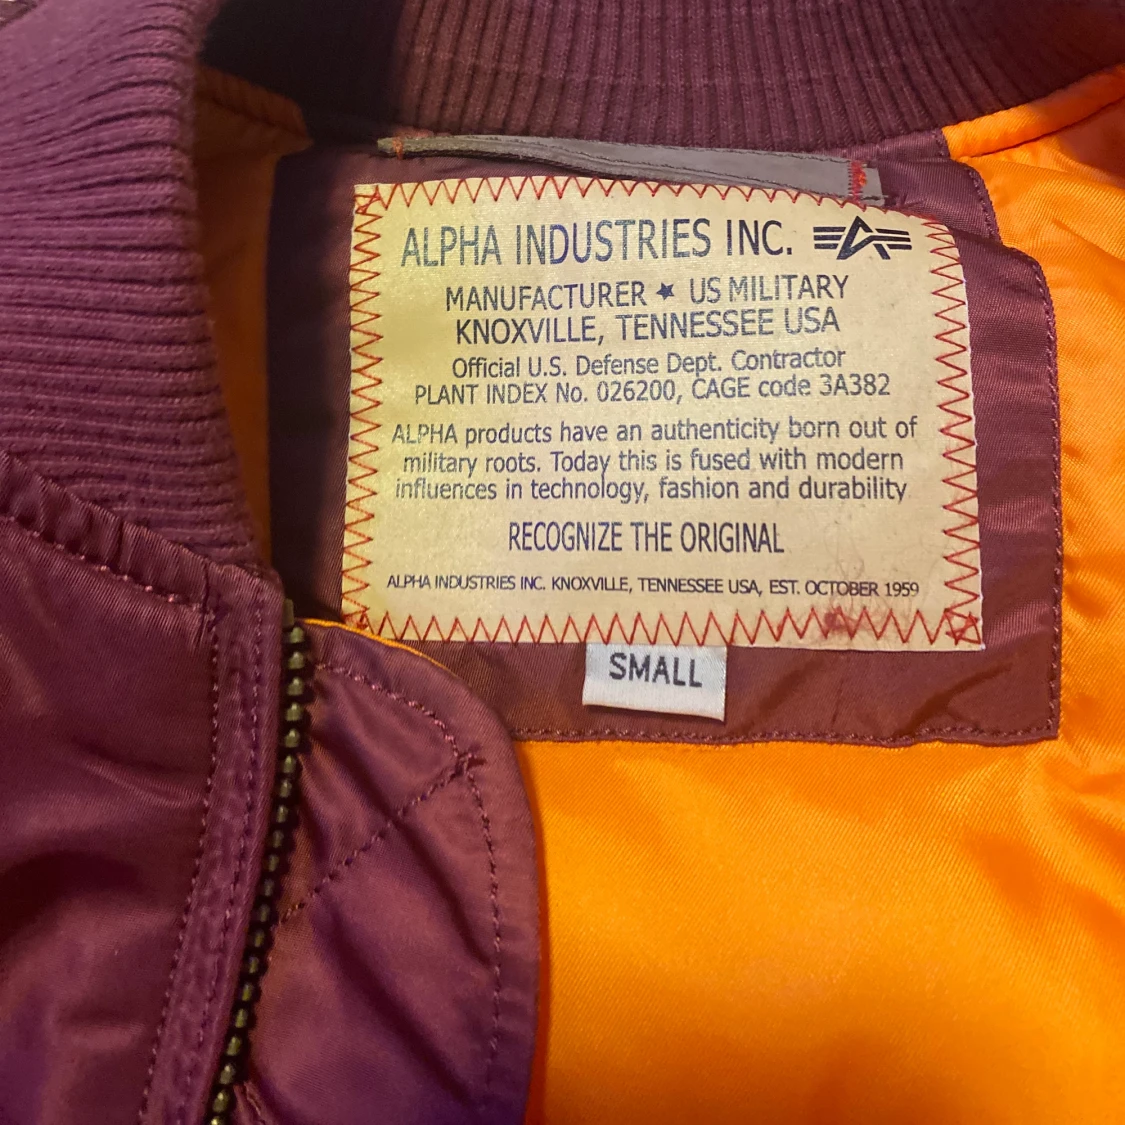 ALPHA INDUSTRIES INC.
MANUFACTURER ★ US MILITARY
KNOXVILLE, TENNESSEE USA
Official U.S. Defense Dept. Contractor
PLANT INDEX No. 026200, CAGE code 3A382
ALPHA products have an authenticity born out of
military roots. Today this is fused with modern
influences in technology, fashion and durability
RECOGNIZE THE ORIGINAL
ALPHA INDUSTRIES INC. KNOXVILLE, TENNESSEE USA, EST. OCTOBER 1959
SMALL